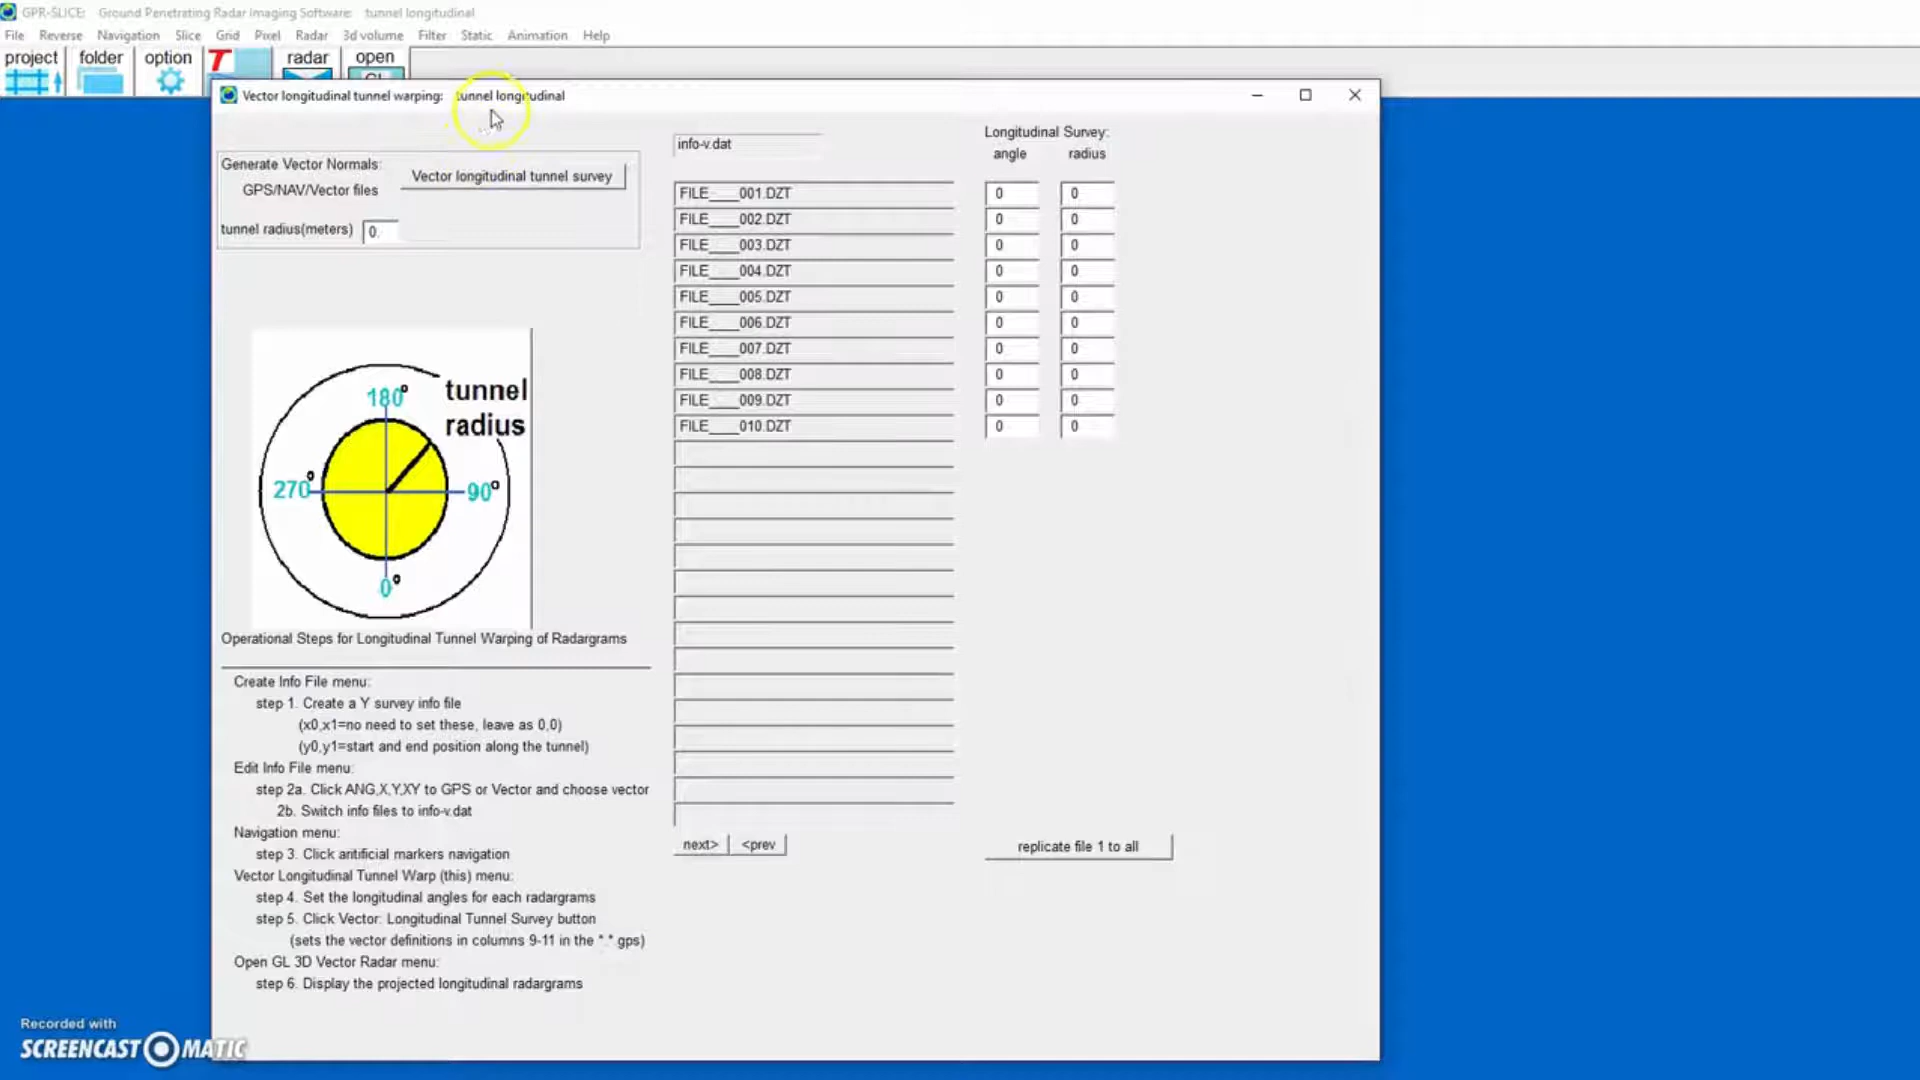 GPR-SLICE: Ground Penetrating Radar Imaging Software: tunnel longitudinal
File Reverse Navigation Slice Grid Pixel Radar 3d volume Filter Static Animation Help
project folder option T radar open
Vector longitudinal tunnel warping: tunnel longitudinal
Generate Vector Normals:
GPS/NAV/Vector files
Vector longitudinal tunnel survey
tunnel radius(meters) 0.
180°
tunnel
radius
270°
90°
0°
Operational Steps for Longitudinal Tunnel Warping of Radargrams
Create Info File menu:
step 1. Create a Y survey info file
(x0,x1=no need to set these, leave as 0,0)
(y0,y1=start and end position along the tunnel)
Edit Info File menu:
step 2a. Click ANG,X,Y,XY to GPS or Vector and choose vector
2b. Switch info files to info-v.dat
Navigation menu:
step 3. Click artificial markers navigation
Vector Longitudinal Tunnel Warp (this) menu:
step 4. Set the longitudinal angles for each radargrams
step 5. Click Vector: Longitudinal Tunnel Survey button
(sets the vector definitions in columns 9-11 in the *.*.gps)
Open GL 3D Vector Radar menu:
step 6. Display the projected longitudinal radargrams
info-v.dat
Longitudinal Survey:
angle radius
FILE____001.DZT 0 0
FILE____002.DZT 0 0
FILE____003.DZT 0 0
FILE____004.DZT 0 0
FILE____005.DZT 0 0
FILE____006.DZT 0 0
FILE____007.DZT 0 0
FILE____008.DZT 0 0
FILE____009.DZT 0 0
FILE____010.DZT 0 0
next> <prev
replicate file 1 to all
Recorded with
SCREENCAST MATIC